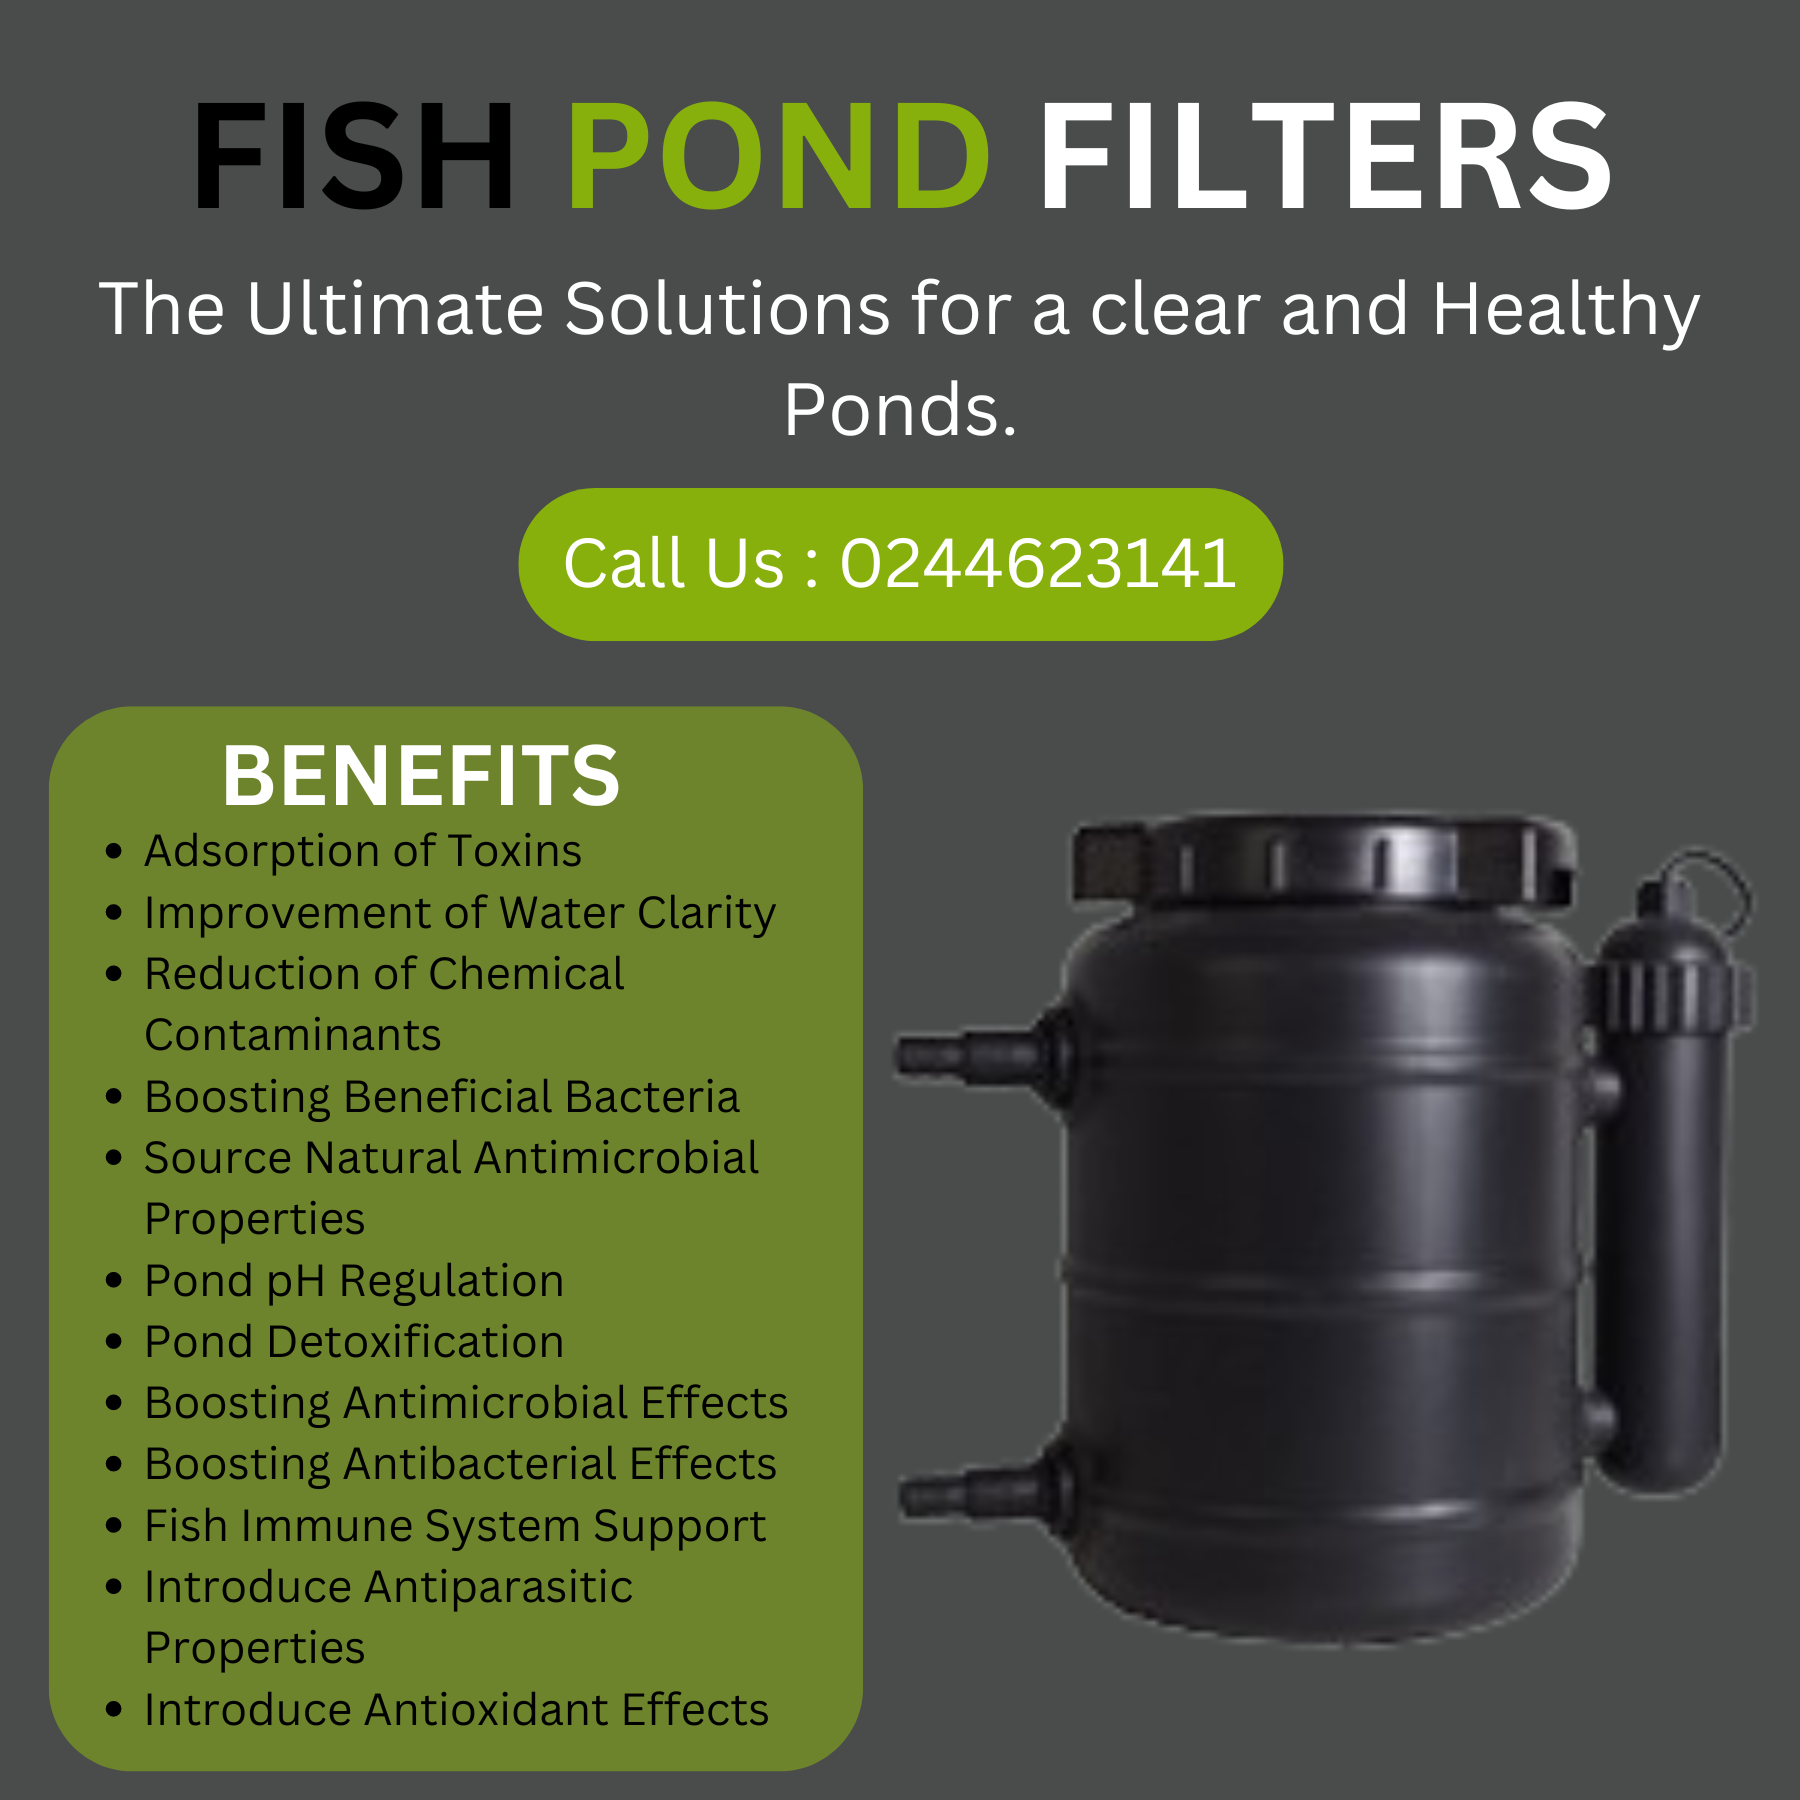 FISH POND FILTERS
The Ultimate Solutions for a clear and Healthy
Ponds.
Call Us : 0244623141
BENEFITS
• Adsorption of Toxins
• Improvement of Water Clarity
• Reduction of Chemical
Contaminants
• Boosting Beneficial Bacteria
• Source Natural Antimicrobial
Properties
• Pond pH Regulation
• Pond Detoxification
• Boosting Antimicrobial Effects
• Boosting Antibacterial Effects
• Fish Immune System Support
• Introduce Antiparasitic
Properties
• Introduce Antioxidant Effects